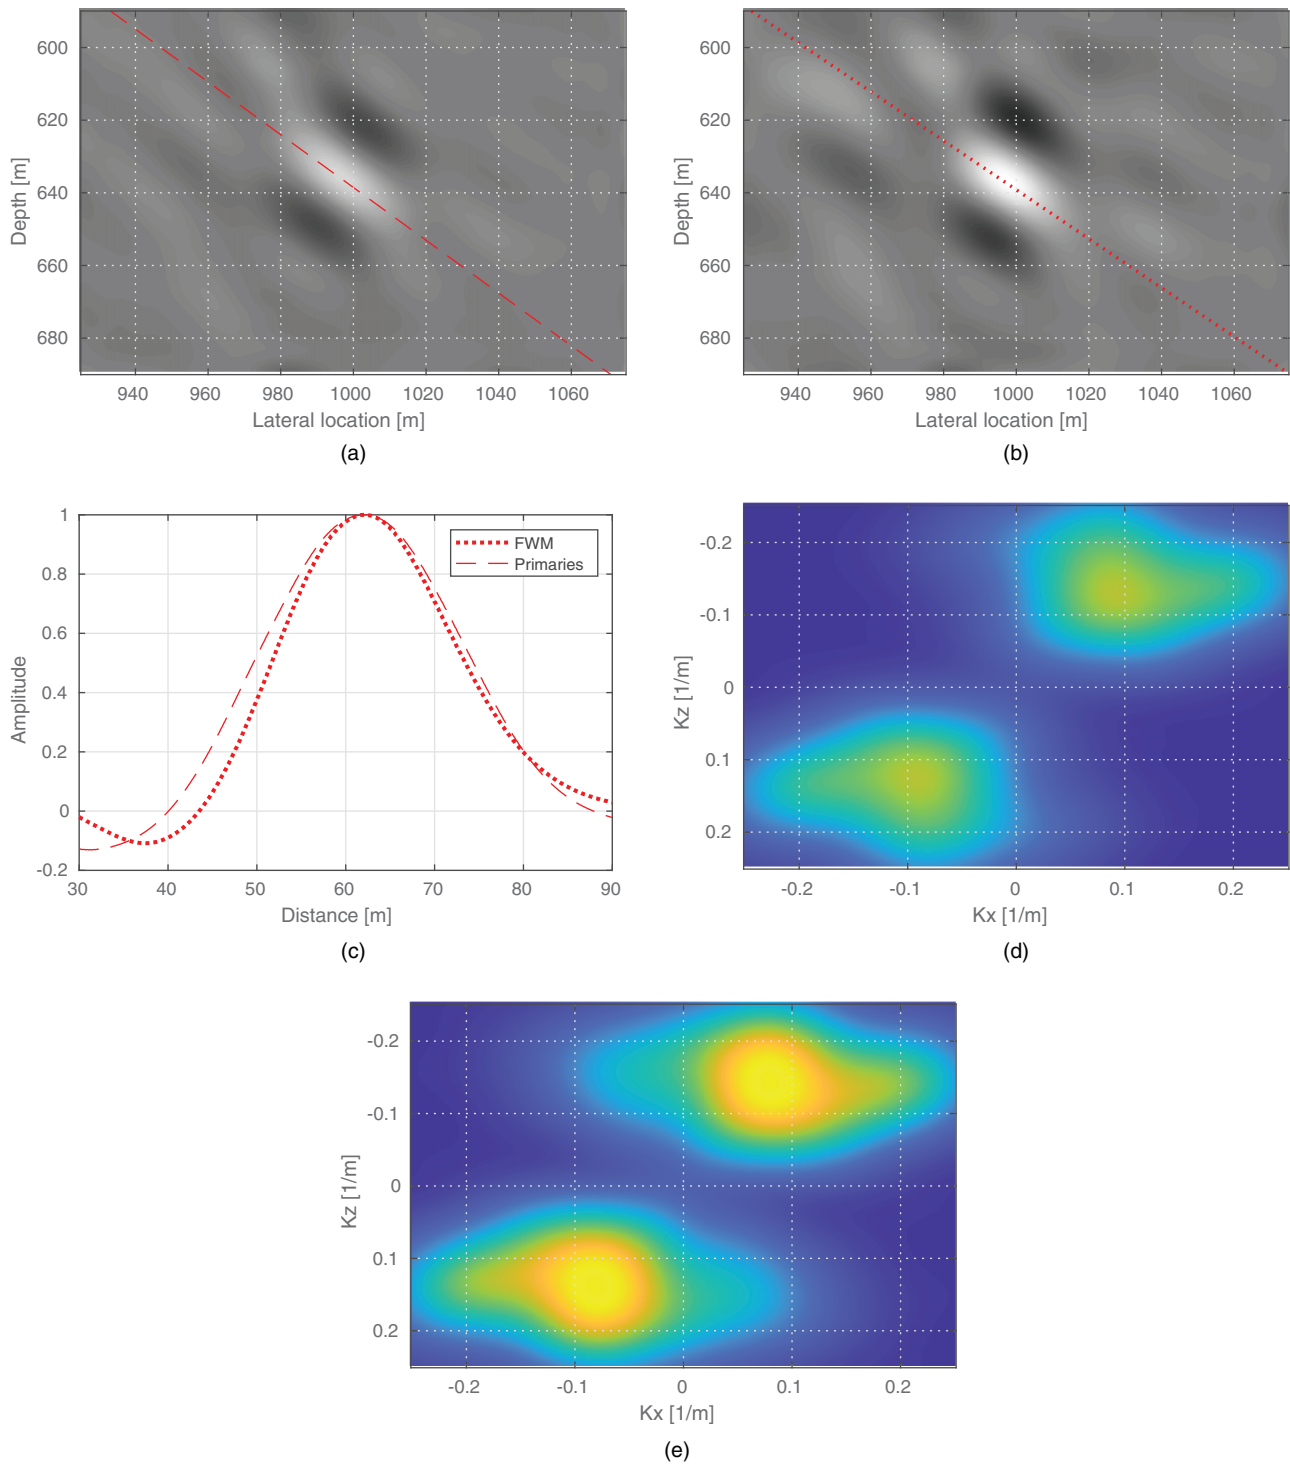 600
620
640
660
680
Depth [m]
940 960 980 1000 1020 1040 1060
Lateral location [m]
(a)
600
620
640
660
680
Depth [m]
940 960 980 1000 1020 1040 1060
Lateral location [m]
(b)
1
0.8
0.6
0.4
0.2
0
-0.2
Amplitude
FWM
Primaries
30 40 50 60 70 80 90
Distance [m]
(c)
-0.2
-0.1
0
0.1
0.2
Kz [1/m]
-0.2 -0.1 0 0.1 0.2
Kx [1/m]
(d)
-0.2
-0.1
0
0.1
0.2
Kz [1/m]
-0.2 -0.1 0 0.1 0.2
Kx [1/m]
(e)